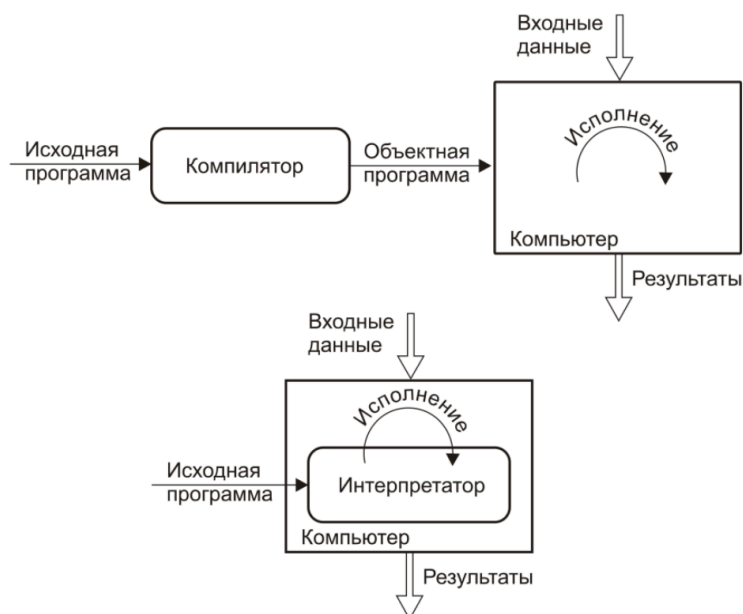 Входные
данные
Исходная
программа
Компилятор
Объектная
программа
Исполнение
Компьютер
Результаты
Входные
данные
Исполнение
Исходная
программа
Интерпретатор
Компьютер
Результаты